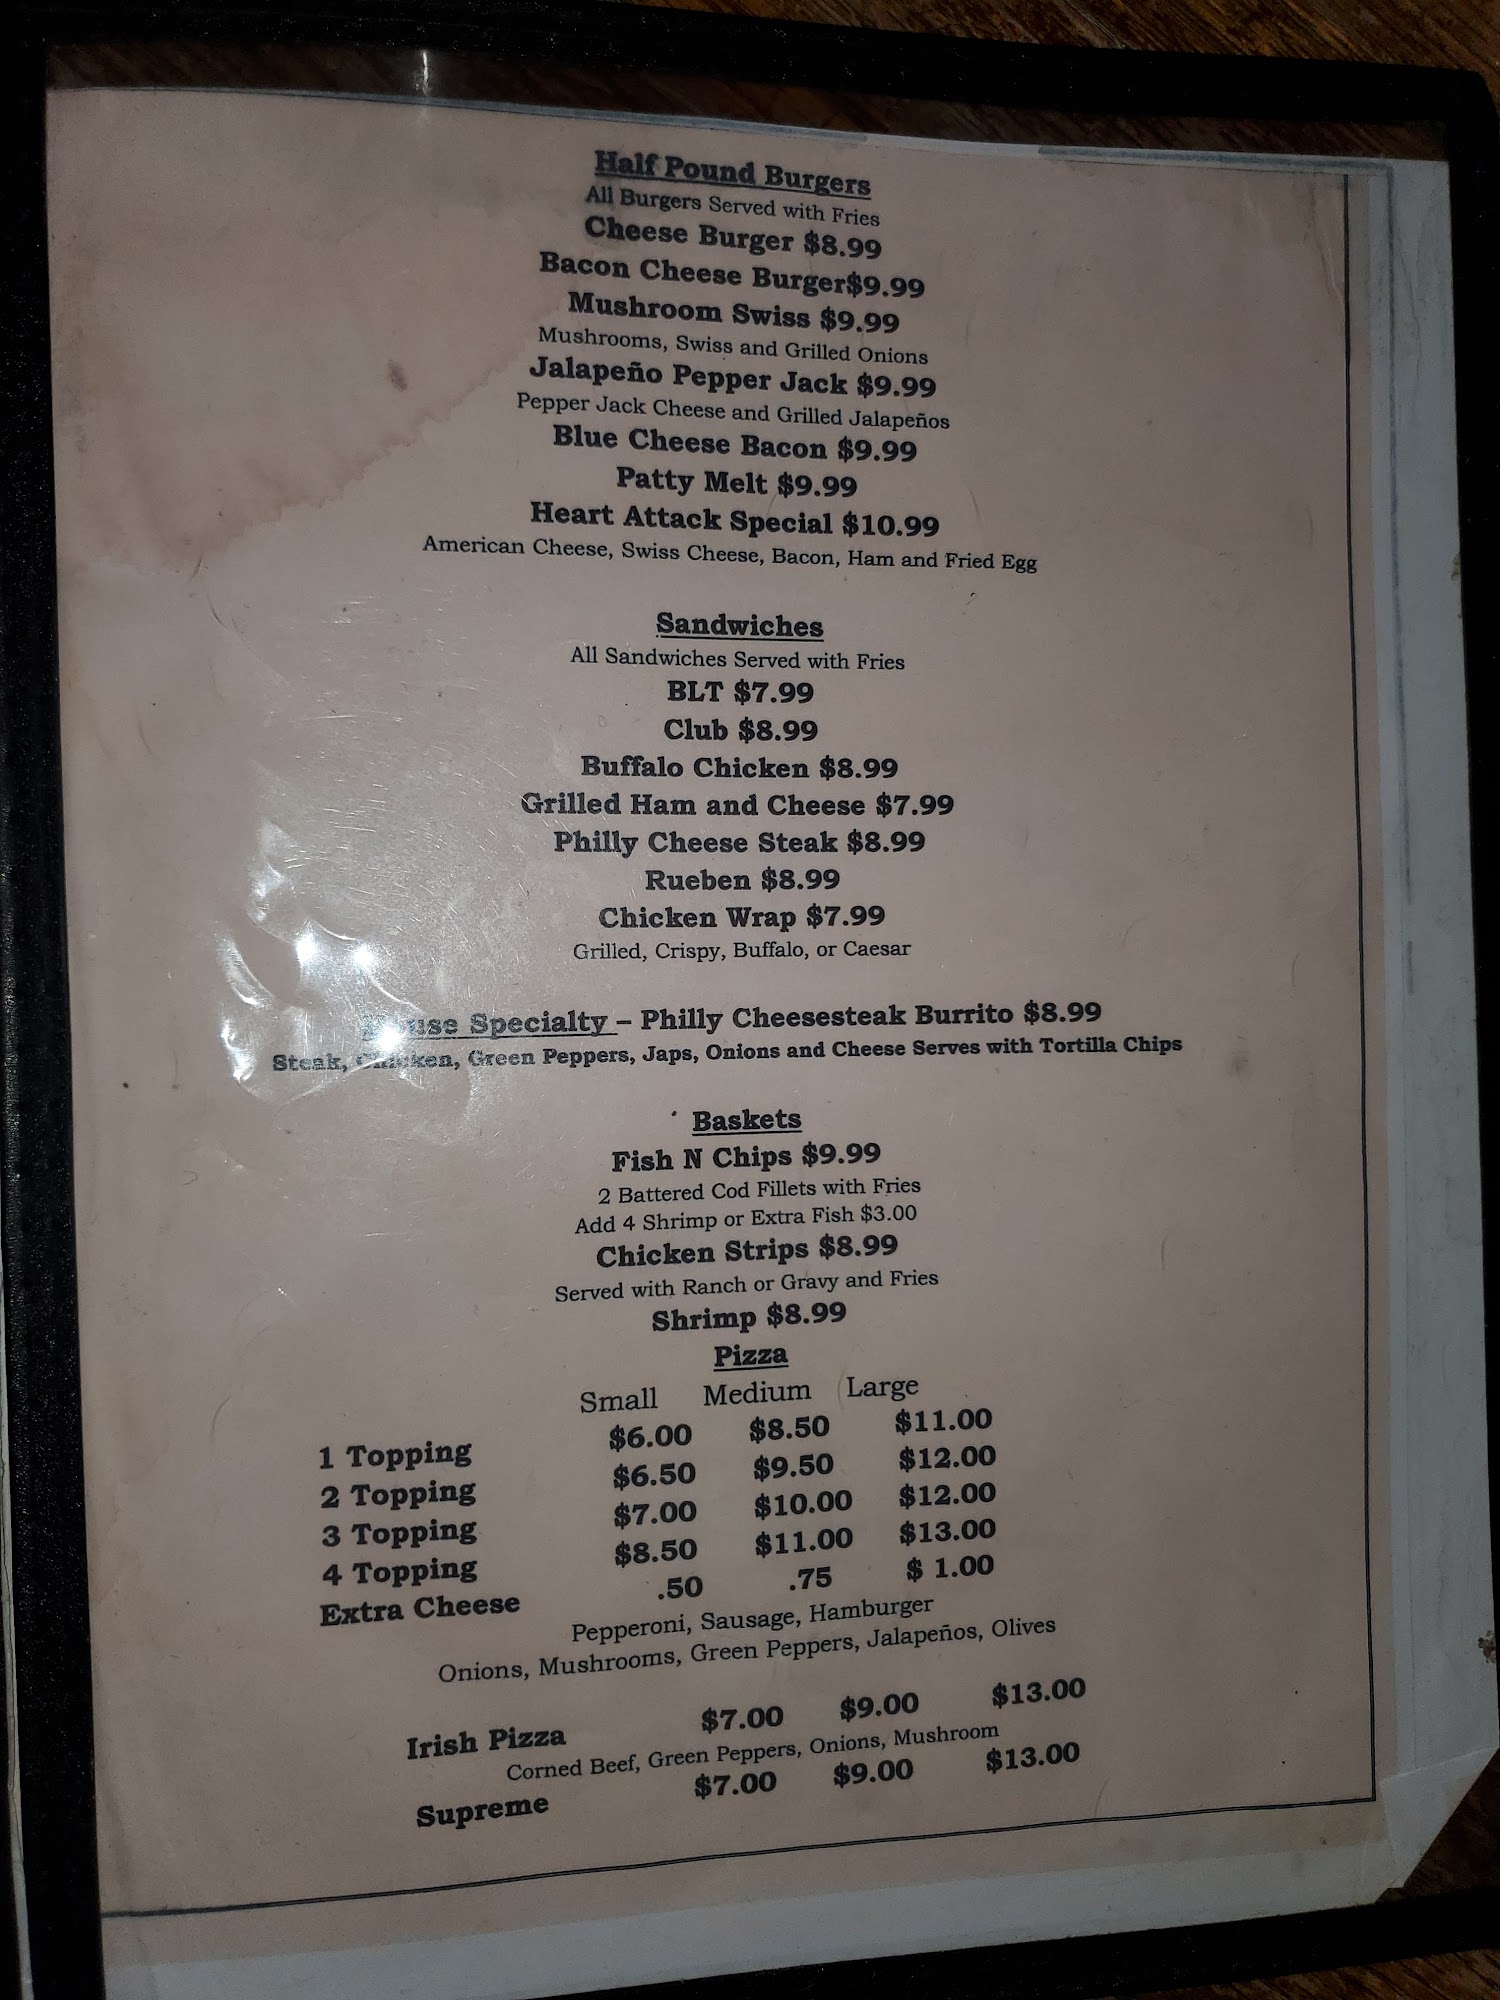 Half Pound Burgers
All Burgers Served with Fries
Cheese Burger $8.99
Bacon Cheese Burger$9.99
Mushroom Swiss $9.99
Mushrooms, Swiss and Grilled Onions
Jalapeño Pepper Jack $9.99
Pepper Jack Cheese and Grilled Jalapeños
Blue Cheese Bacon $9.99
Patty Melt $9.99
Heart Attack Special $10.99
American Cheese, Swiss Cheese, Bacon, Ham and Fried Egg
Sandwiches
All Sandwiches Served with Fries
BLT $7.99
Club $8.99
Buffalo Chicken $8.99
Grilled Ham and Cheese $7.99
Philly Cheese Steak $8.99
Rueben $8.99
Chicken Wrap $7.99
Grilled, Crispy, Buffalo, or Caesar
House Specialty – Philly Cheesesteak Burrito $8.99
Steak, Chicken, Green Peppers, Japs, Onions and Cheese Serves with Tortilla Chips
Baskets
Fish N Chips $9.99
2 Battered Cod Fillets with Fries
Add 4 Shrimp or Extra Fish $3.00
Chicken Strips $8.99
Served with Ranch or Gravy and Fries
Shrimp $8.99
Pizza
Small Medium Large
1 Topping $6.00 $8.50 $11.00
2 Topping $6.50 $9.50 $12.00
3 Topping $7.00 $10.00 $12.00
4 Topping $8.50 $11.00 $13.00
Extra Cheese .50 .75 $ 1.00
Pepperoni, Sausage, Hamburger
Onions, Mushrooms, Green Peppers, Jalapeños, Olives
Irish Pizza $7.00 $9.00 $13.00
Corned Beef, Green Peppers, Onions, Mushroom
Supreme $7.00 $9.00 $13.00